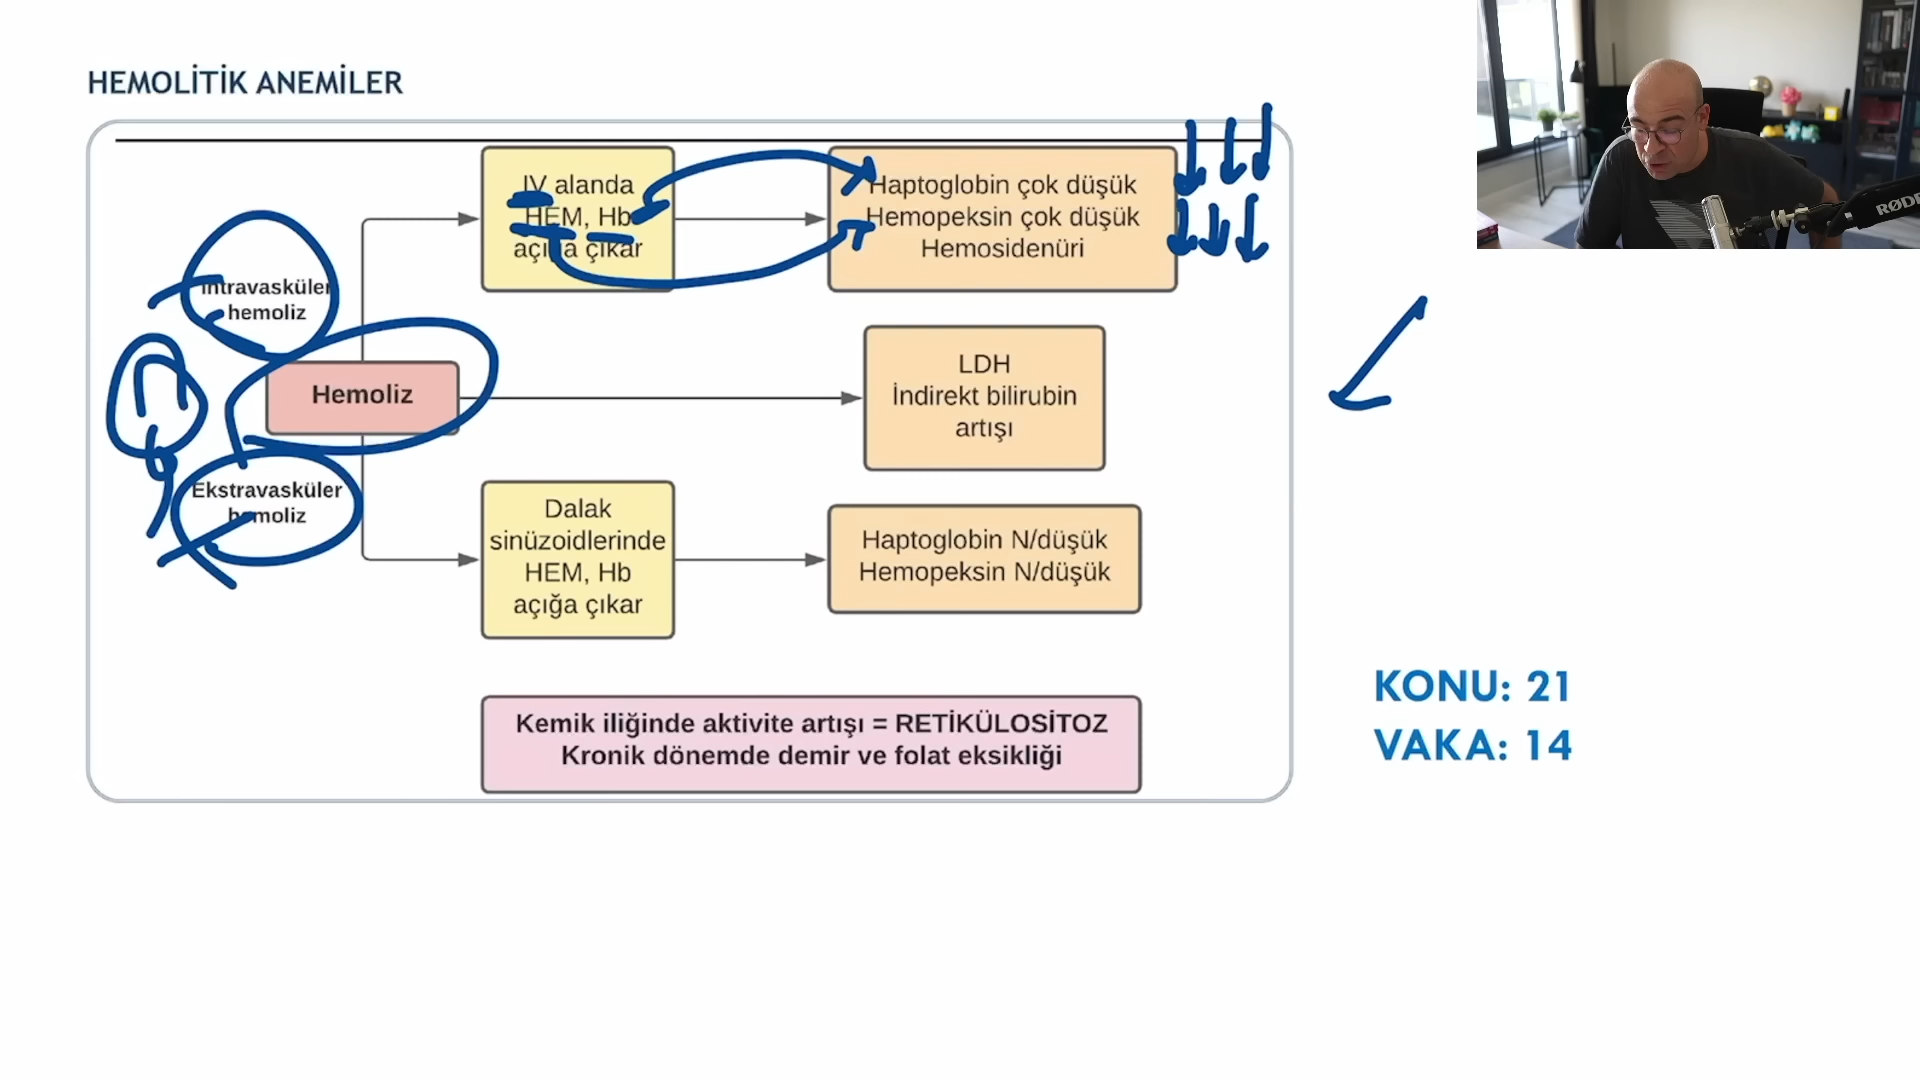 HEMOLİTİK ANEMİLER
IV alanda
HEM, Hb
açığa çıkar
Haptoglobin çok düşük
Hemopeksin çok düşük
Hemosidenüri
İntravasküler
hemoliz
Hemoliz
LDH
İndirekt bilirubin
artışı
Ekstravasküler
hemoliz
Dalak
sinüzoidlerinde
HEM, Hb
açığa çıkar
Haptoglobin N/düşük
Hemopeksin N/düşük
Kemik iliğinde aktivite artışı = RETİKÜLOSİTOZ
Kronik dönemde demir ve folat eksikliği
KONU: 21
VAKA: 14
RØDE